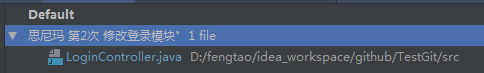 Default
思尼玛 第2次 修改登录模块" 1 file
LoginController.java D:/fengtao/idea_workspace/github/TestGit/src